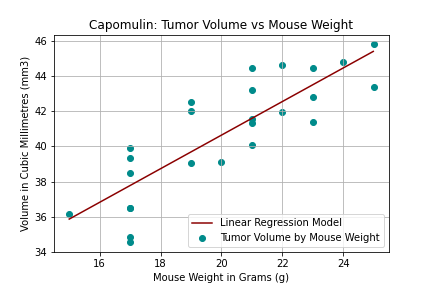 Capomulin: Tumor Volume vs Mouse Weight
46
44
42
40
38
36
34
Volume in Cubic Millimetres (mm3)
Linear Regression Model
Tumor Volume by Mouse Weight
16 18 20 22 24
Mouse Weight in Grams (g)